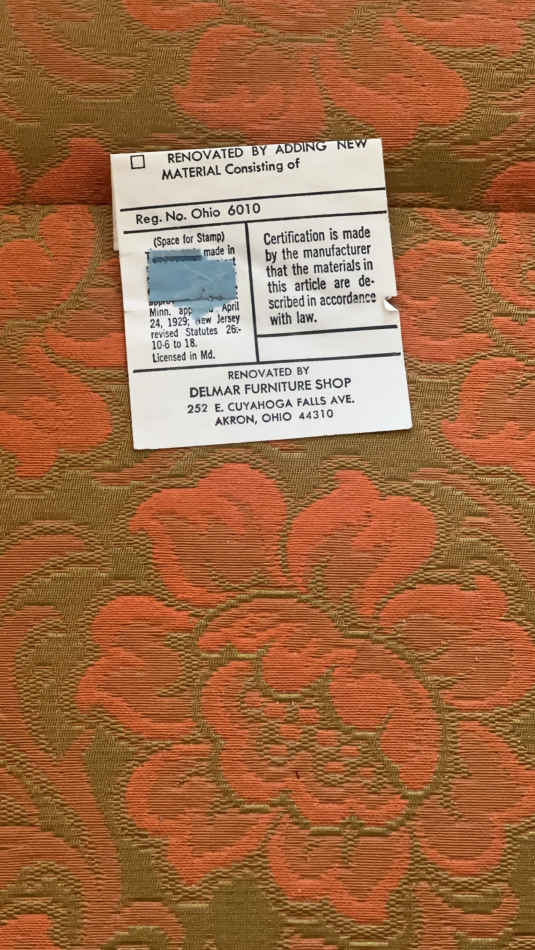 RENOVATED BY ADDING NEW
MATERIAL Consisting of
Reg. No. Ohio 6010
(Space for Stamp)
made in
Minn. April
24, 1929; New Jersey
revised Statutes 26:-
10-6 to 18.
Licensed in Md.
Certification is made
by the manufacturer
that the materials in
this article are de-
scribed in accordance
with law.
RENOVATED BY
DELMAR FURNITURE SHOP
252 E. CUYAHOGA FALLS AVE.
AKRON, OHIO 44310